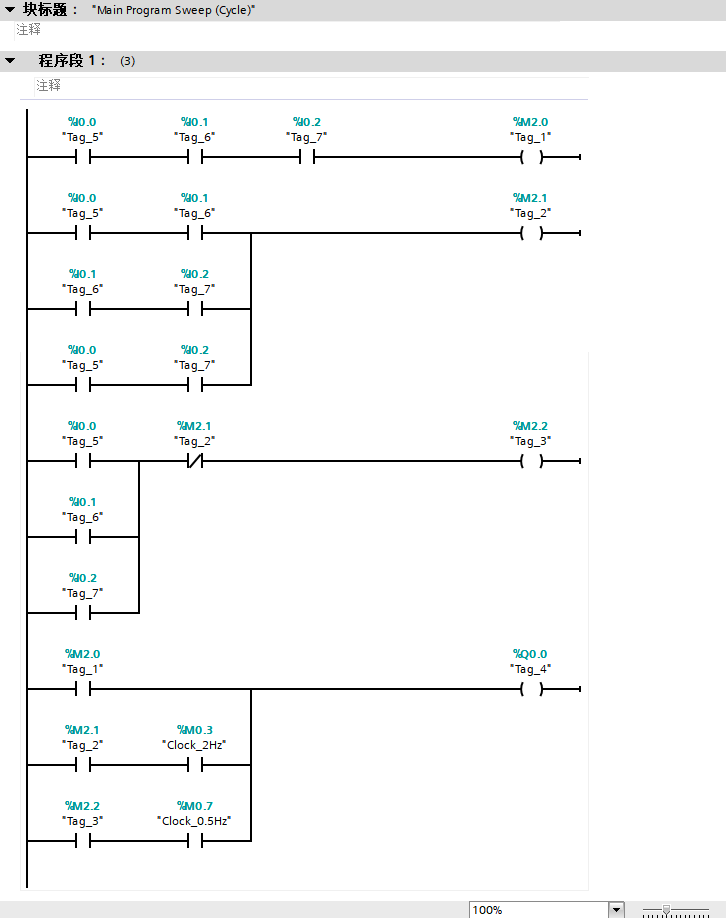 块标题： "Main Program Sweep (Cycle)"
注释
程序段 1： (3)
注释
%I0.0 %I0.1 %I0.2 %M2.0
"Tag_5" "Tag_6" "Tag_7" "Tag_1"
%I0.0 %I0.1 %M2.1
"Tag_5" "Tag_6" "Tag_2"
%I0.1 %I0.2
"Tag_6" "Tag_7"
%I0.0 %I0.2
"Tag_5" "Tag_7"
%I0.0 %M2.1 %M2.2
"Tag_5" "Tag_2" "Tag_3"
%I0.1
"Tag_6"
%I0.2
"Tag_7"
%M2.0 %Q0.0
"Tag_1" "Tag_4"
%M2.1 %M0.3
"Tag_2" "Clock_2Hz"
%M2.2 %M0.7
"Tag_3" "Clock_0.5Hz"
100%